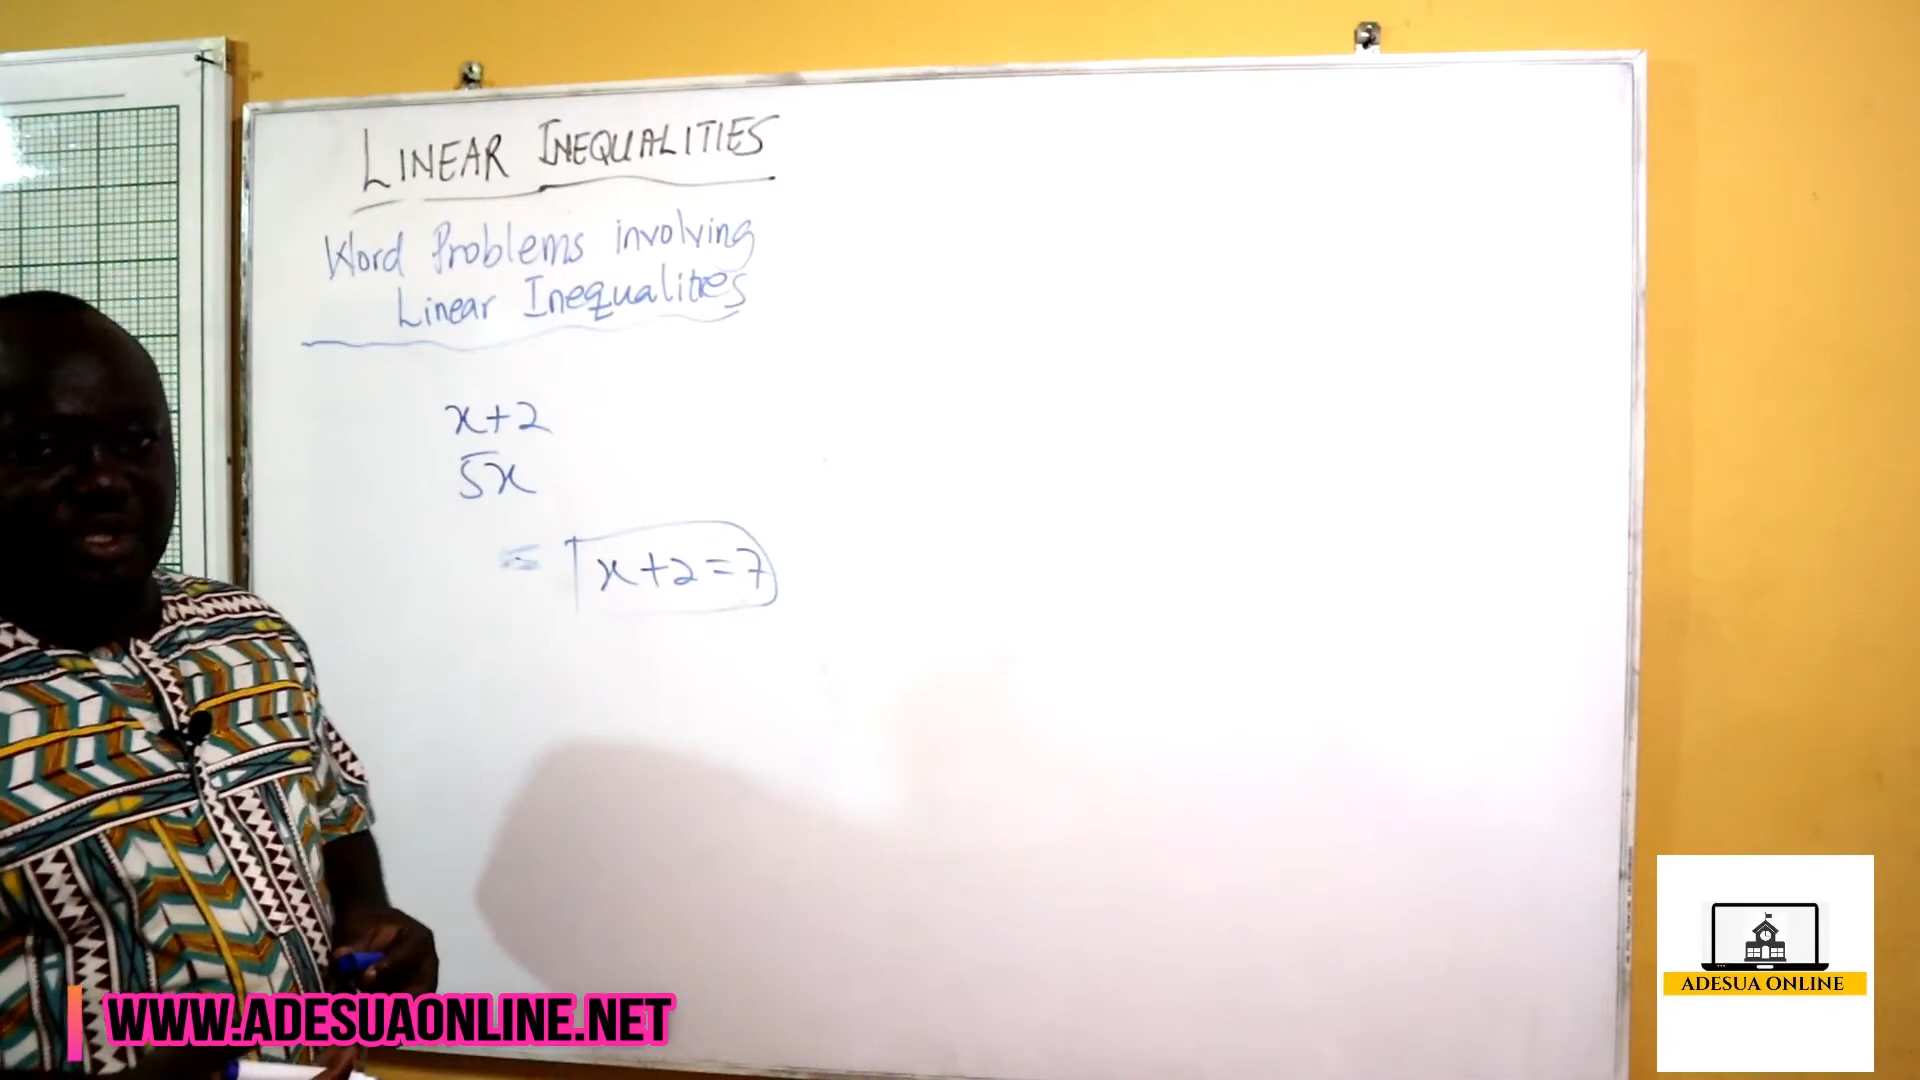 LINEAR INEQUALITIES
Word Problems involving
Linear Inequalities
x+2
5x
= x+2=7
WWW.ADESUAONLINE.NET
ADESUA ONLINE